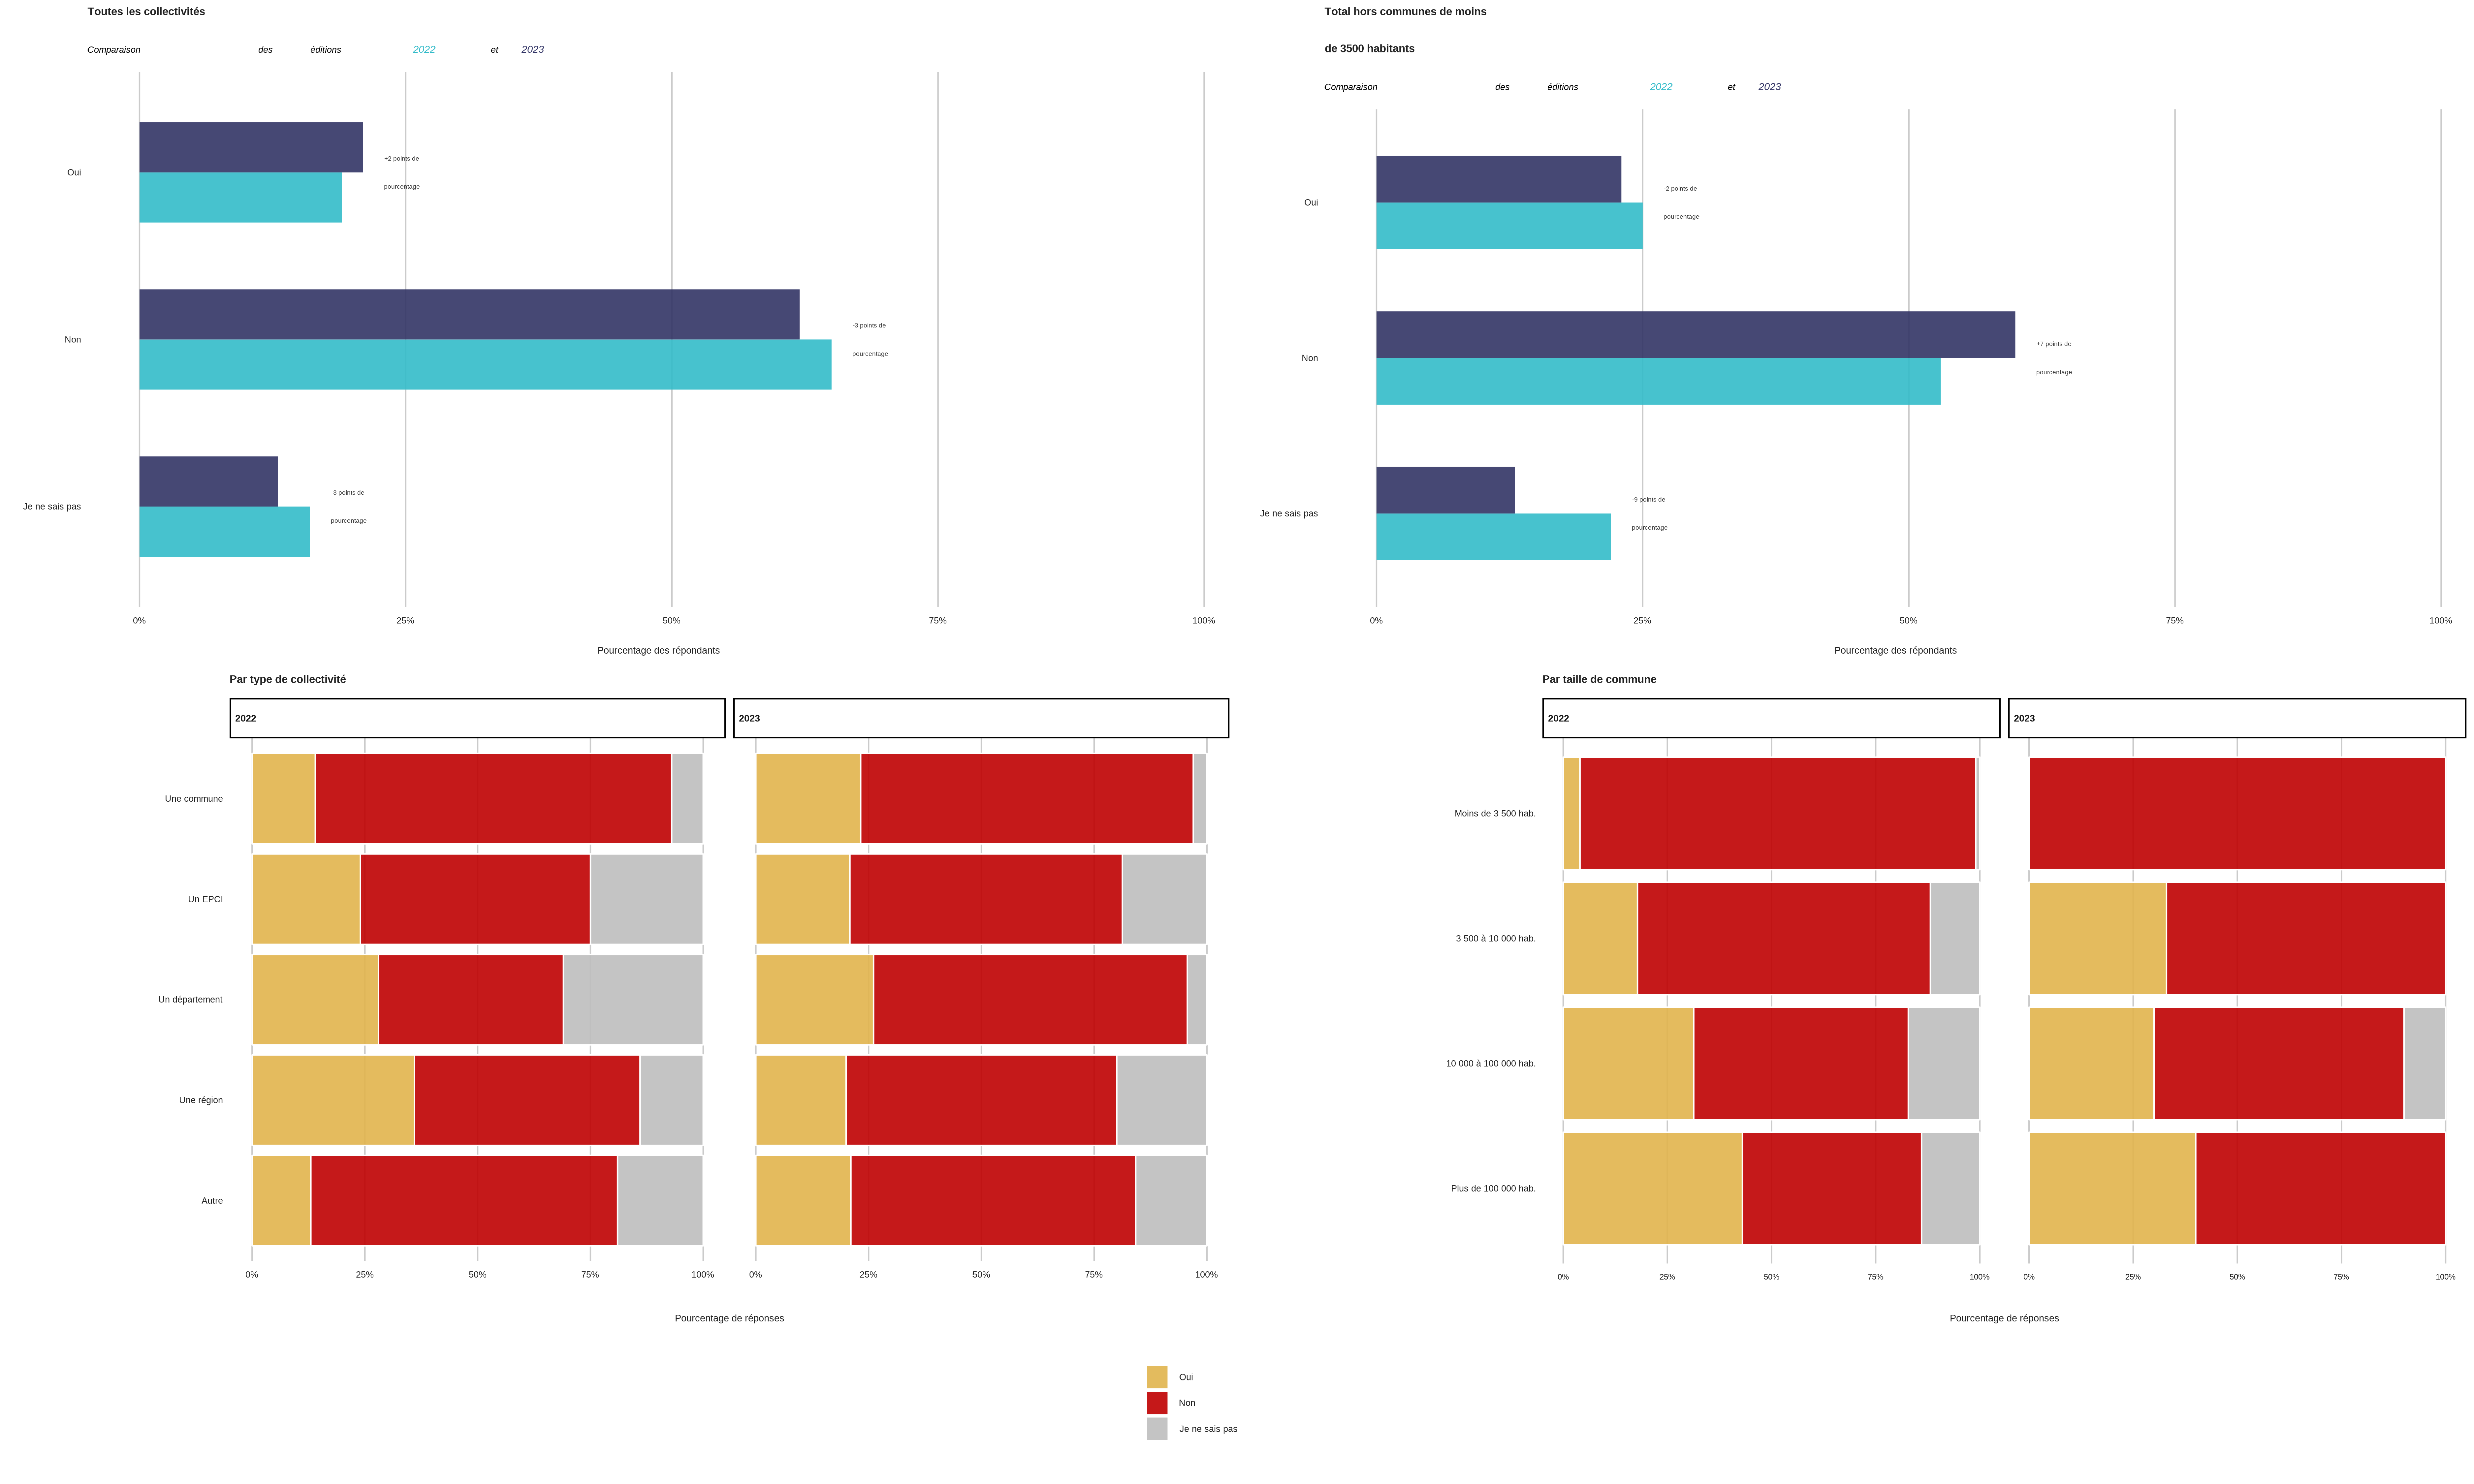 Toutes les collectivités
Comparaison des éditions 2022 et 2023
Oui
+2 points de
pourcentage
Non
-3 points de
pourcentage
Je ne sais pas
-3 points de
pourcentage
0% 25% 50% 75% 100%
Pourcentage des répondants
Total hors communes de moins
de 3500 habitants
Comparaison des éditions 2022 et 2023
Oui
-2 points de
pourcentage
Non
+7 points de
pourcentage
Je ne sais pas
-9 points de
pourcentage
0% 25% 50% 75% 100%
Pourcentage des répondants
Par type de collectivité
2022 2023
Une commune
Un EPCI
Un département
Une région
Autre
0% 25% 50% 75% 100% 0% 25% 50% 75% 100%
Pourcentage de réponses
Par taille de commune
2022 2023
Moins de 3 500 hab.
3 500 à 10 000 hab.
10 000 à 100 000 hab.
Plus de 100 000 hab.
0% 25% 50% 75% 100% 0% 25% 50% 75% 100%
Pourcentage de réponses
Oui
Non
Je ne sais pas